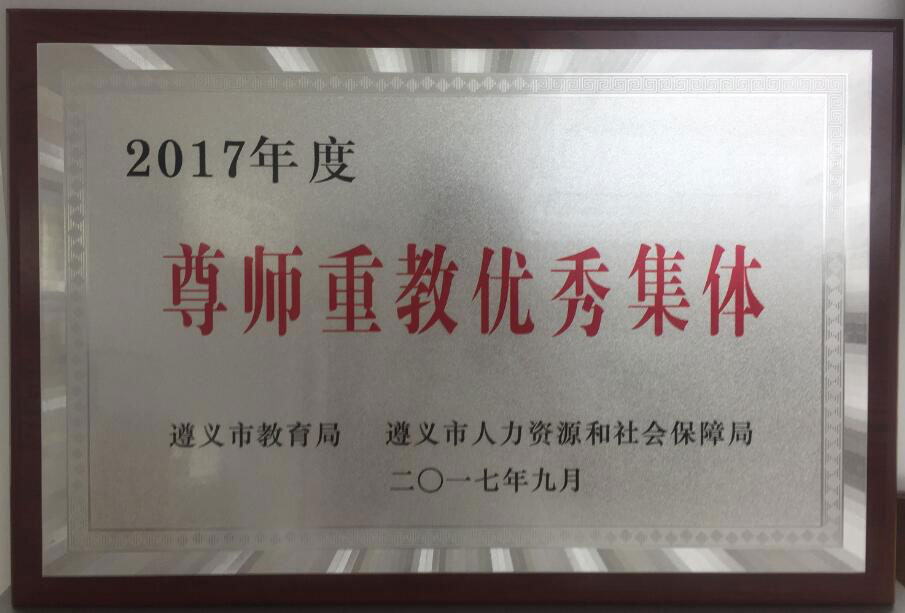 2017年度
尊师重教优秀集体
遵义市教育局 遵义市人力资源和社会保障局
二〇一七年九月